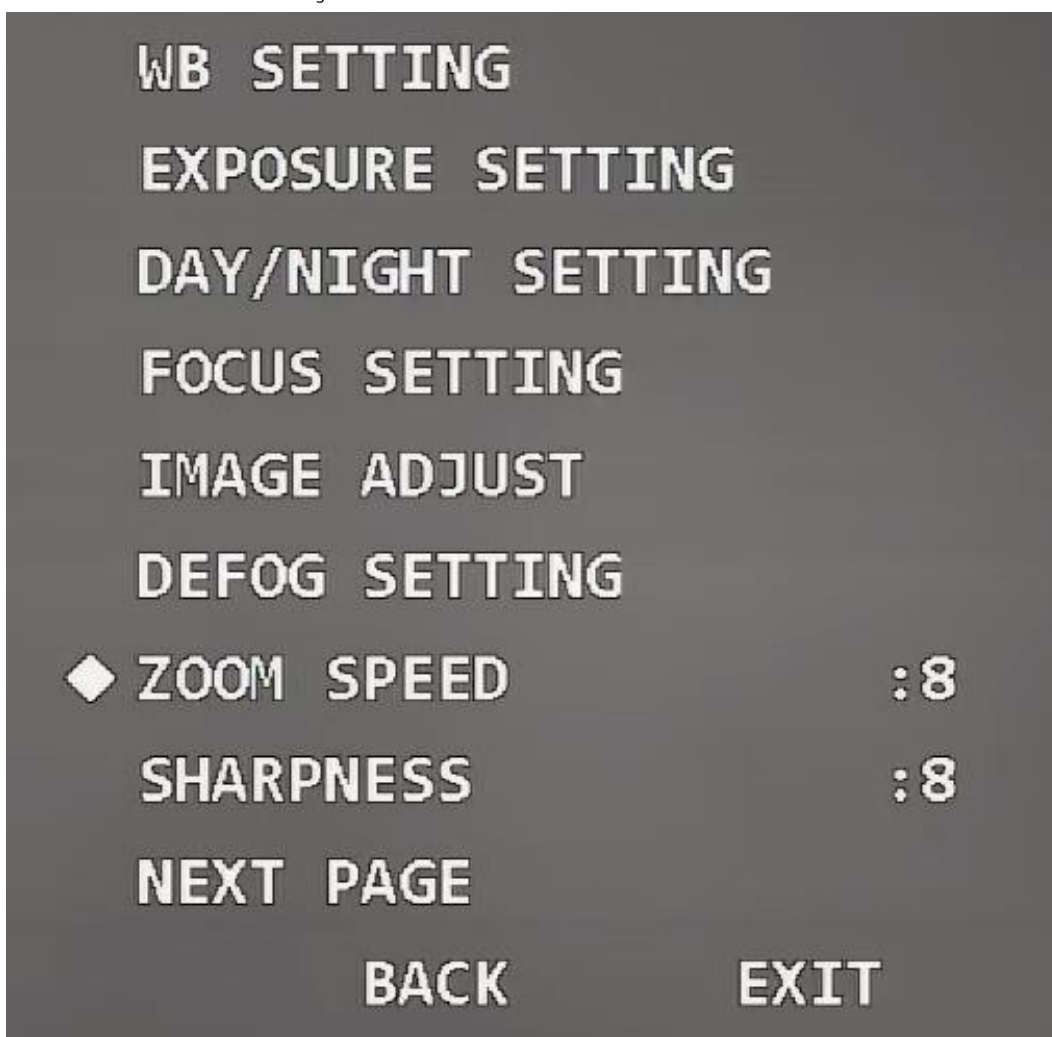 WB SETTING
EXPOSURE SETTING
DAY/NIGHT SETTING
FOCUS SETTING
IMAGE ADJUST
DEFOG SETTING
ZOOM SPEED :8
SHARPNESS :8
NEXT PAGE
BACK EXIT